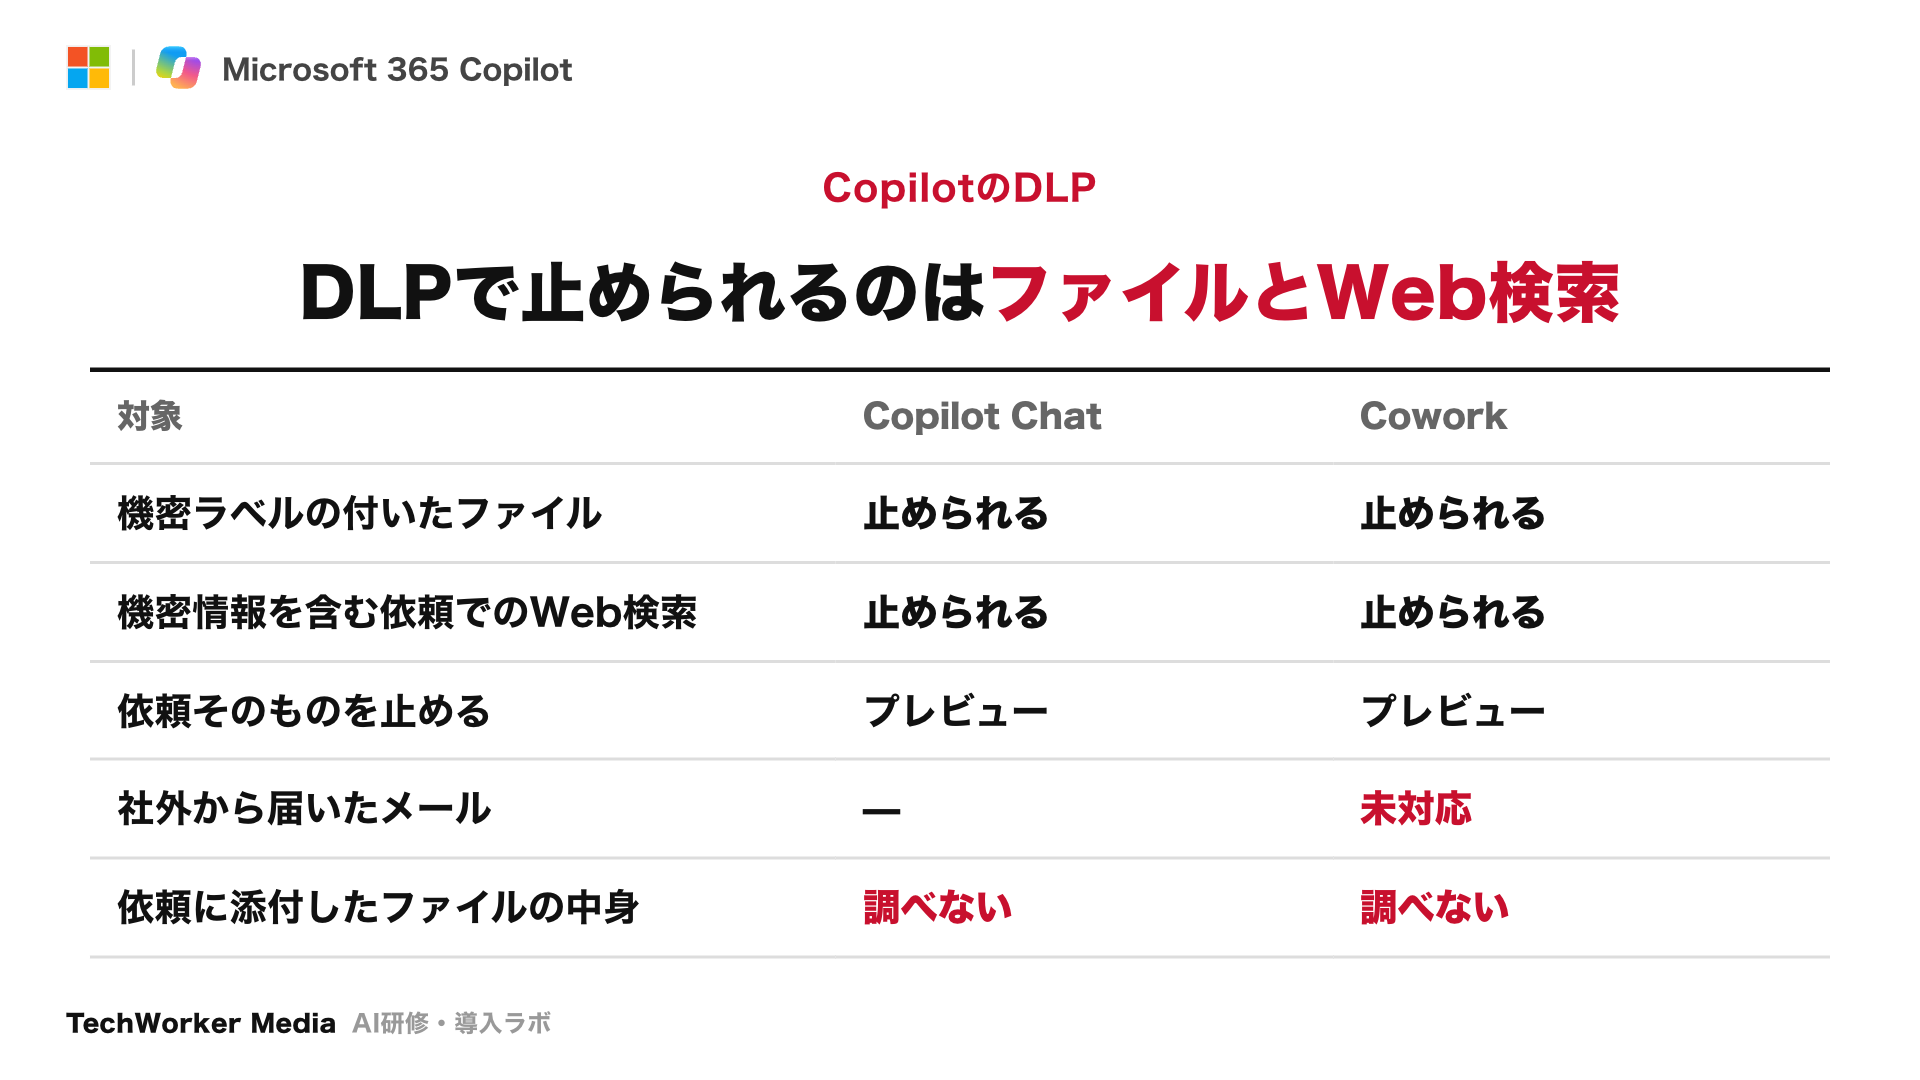 Microsoft 365 Copilot
CopilotのDLP
DLPで止められるのはファイルとWeb検索
対象 Copilot Chat Cowork
機密ラベルの付いたファイル 止められる 止められる
機密情報を含む依頼でのWeb検索 止められる 止められる
依頼そのものを止める プレビュー プレビュー
社外から届いたメール — 未対応
依頼に添付したファイルの中身 調べない 調べない
TechWorker Media AI研修・導入ラボ